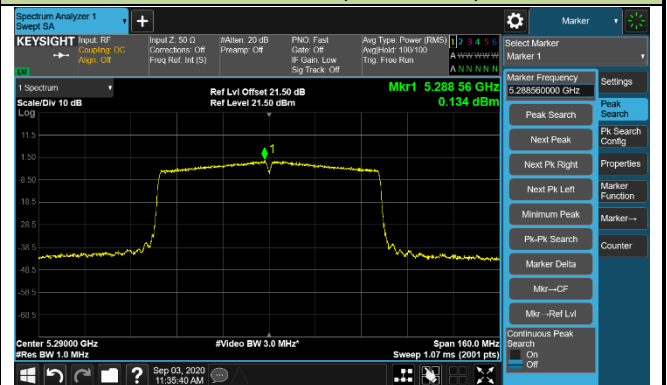 Spectrum Analyzer 1
Swept SA
Marker
KEYSIGHT
Input: RF
Coupling: DC
Align: Off
Input Z: 50 Ω
Corrections: Off
Freq Ref: Int (S)
#Atten: 20 dB
Preamp: Off
PNO: Fast
Gate: Off
IF Gain: Low
Sig Track: Off
Avg Type: Power (RMS)
Avg|Hold: 100/100
Trig: Free Run
1 2 3 4 5 6
A W W W W W
A N N N N N
LXI
Select Marker
Marker 1
1 Spectrum
Scale/Div 10 dB
Log
Ref Lvl Offset 21.50 dB
Ref Level 21.50 dBm
Mkr1 5.288 56 GHz
0.134 dBm
Marker Frequency
5.288560000 GHz
Peak Search
Next Peak
Next Pk Right
Next Pk Left
Minimum Peak
Pk-Pk Search
Marker Delta
Mkr→CF
Mkr→Ref Lvl
Continuous Peak
Search
On
Off
Settings
Peak
Search
Pk Search
Config
Properties
Marker
Function
Marker→
Counter
1
11.5
1.50
-8.50
-18.5
-28.5
-38.5
-48.5
-58.5
-68.5
Center 5.29000 GHz
#Res BW 1.0 MHz
#Video BW 3.0 MHz*
Span 160.0 MHz
Sweep 1.07 ms (2001 pts)
Sep 03, 2020
11:35:40 AM